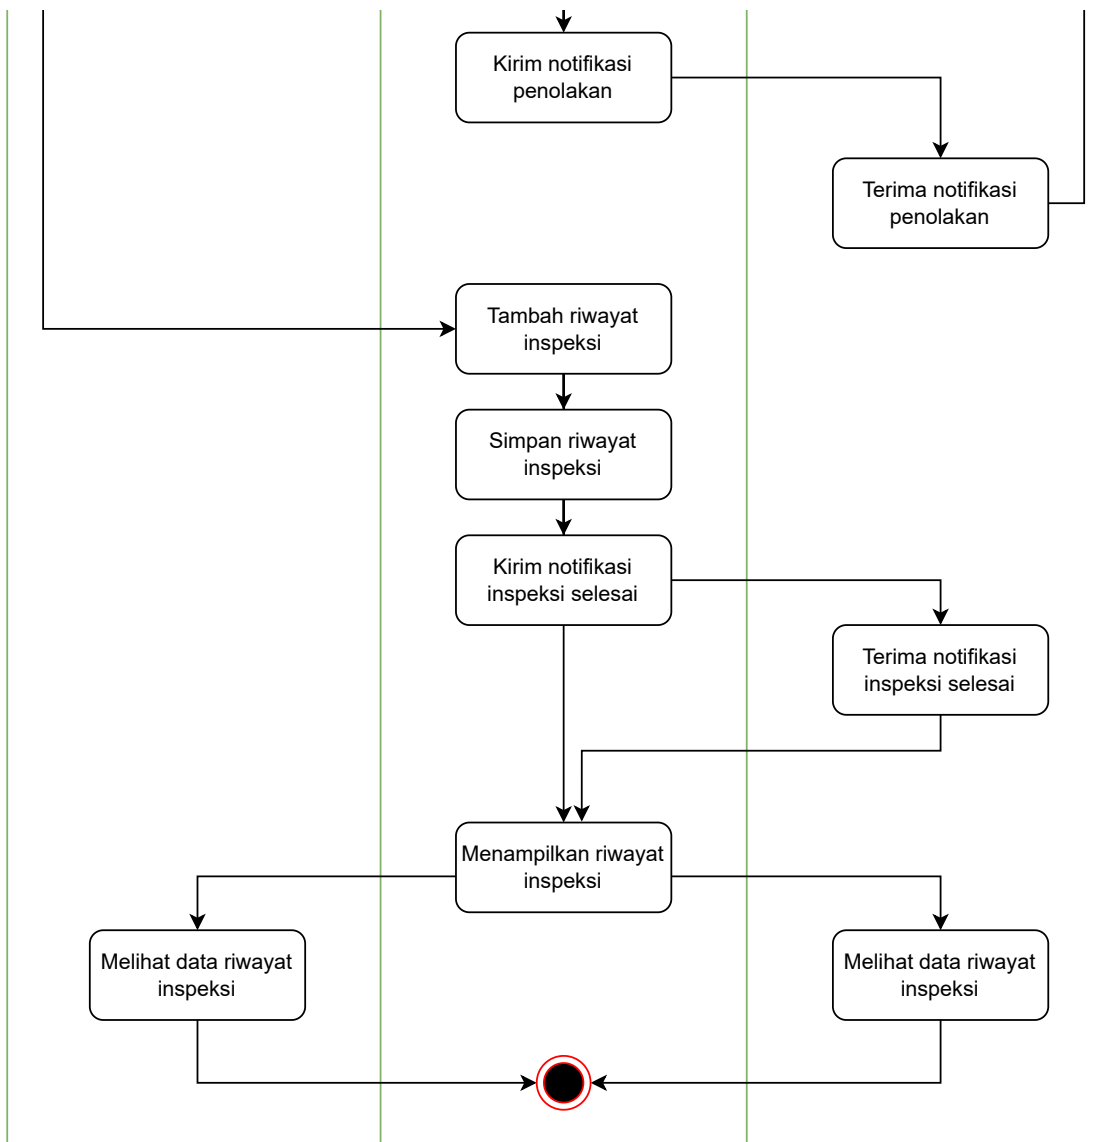 Kirim notifikasi
penolakan
Terima notifikasi
penolakan
Tambah riwayat
inspeksi
Simpan riwayat
inspeksi
Kirim notifikasi
inspeksi selesai
Terima notifikasi
inspeksi selesai
Menampilkan riwayat
inspeksi
Melihat data riwayat
inspeksi
Melihat data riwayat
inspeksi